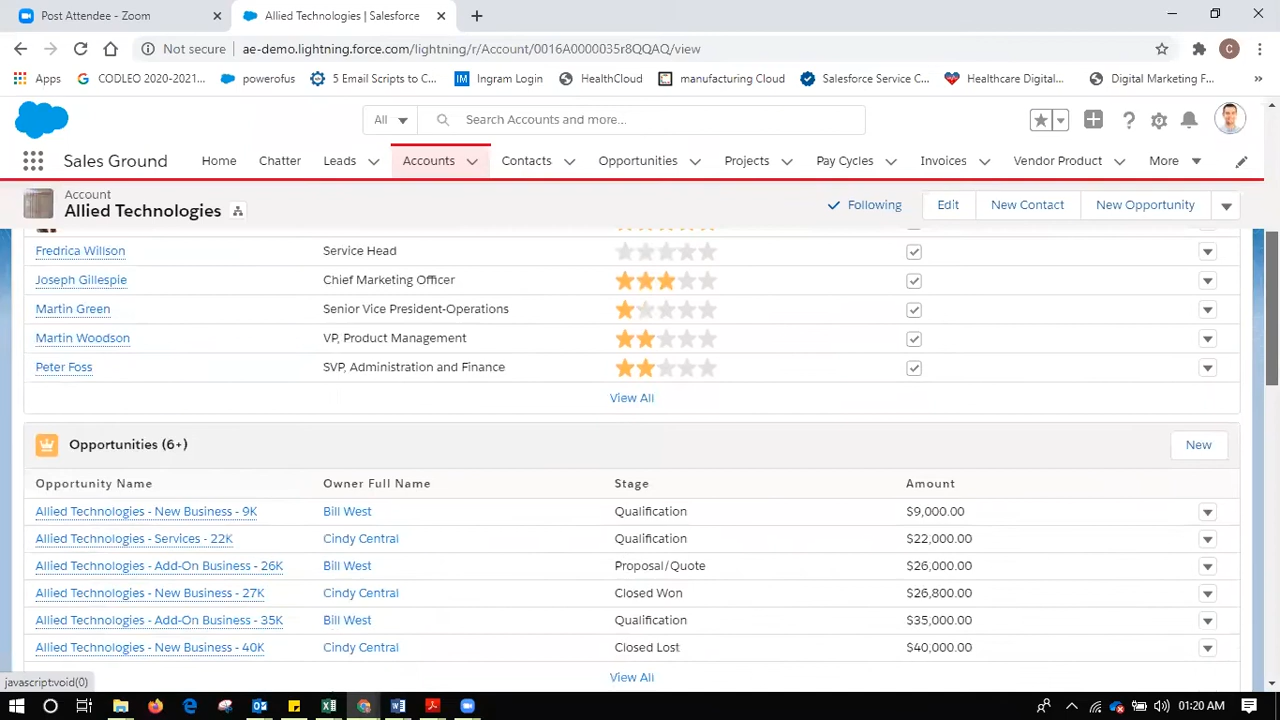 Post Attendee - Zoom
Allied Technologies | Salesforce
Not secure
ae-demo.lightning.force.com/lightning/r/Account/0016A0000035r8QQAQ/view
Apps
CODLEO 2020-2021...
powerofus
5 Email Scripts to C...
Ingram Login
HealthCloud
manufacturing Cloud
Salesforce Service C...
Healthcare Digital...
Digital Marketing F...
»
All
Search Accounts and more...
Sales Ground
Home
Chatter
Leads
Accounts
Contacts
Opportunities
Projects
Pay Cycles
Invoices
Vendor Product
More
Account
Allied Technologies
Following
Edit
New Contact
New Opportunity
Fredrica Willson Service Head
Joseph Gillespie Chief Marketing Officer
Martin Green Senior Vice President-Operations
Martin Woodson VP, Product Management
Peter Foss SVP, Administration and Finance
View All
Opportunities (6+)
New
Opportunity Name Owner Full Name Stage Amount
Allied Technologies - New Business - 9K Bill West Qualification $9,000.00
Allied Technologies - Services - 22K Cindy Central Qualification $22,000.00
Allied Technologies - Add-On Business - 26K Bill West Proposal/Quote $26,000.00
Allied Technologies - New Business - 27K Cindy Central Closed Won $26,800.00
Allied Technologies - Add-On Business - 35K Bill West Qualification $35,000.00
Allied Technologies - New Business - 40K Cindy Central Closed Lost $40,000.00
View All
javascript:void(0)
01:20 AM